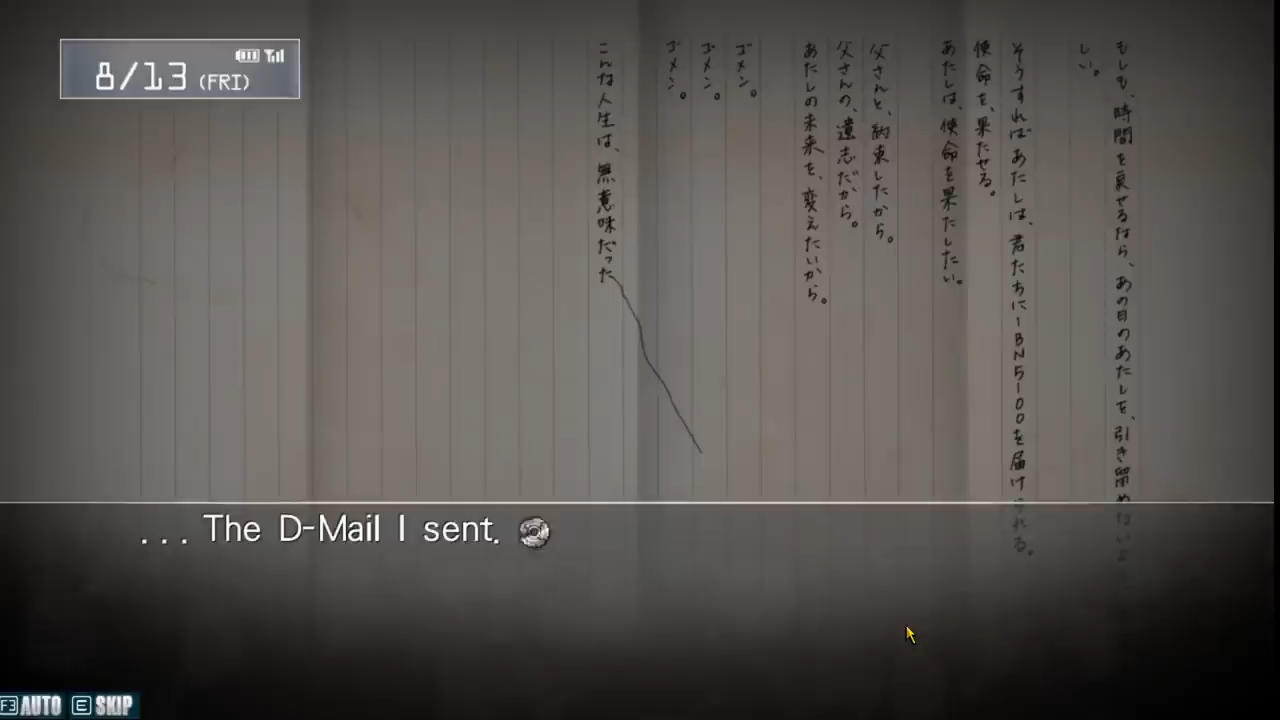 8/13 (FRI)
もしも、時間を戻せるなら、あの日のあたしを、引き留めないよ
しい。
そうすればあたしは、君たちにIBN5100を届けられる。
使命を、果たせる。
あたしは、使命を果たしたい。
父さんと、約束したから。
父さんの、遺志だから。
あたしの未来を、変えたいから。
ゴメン。
ゴメン。
ゴメン。
こんな人生は、無意味だった
... The D-Mail I sent.
F3 AUTO E SKIP